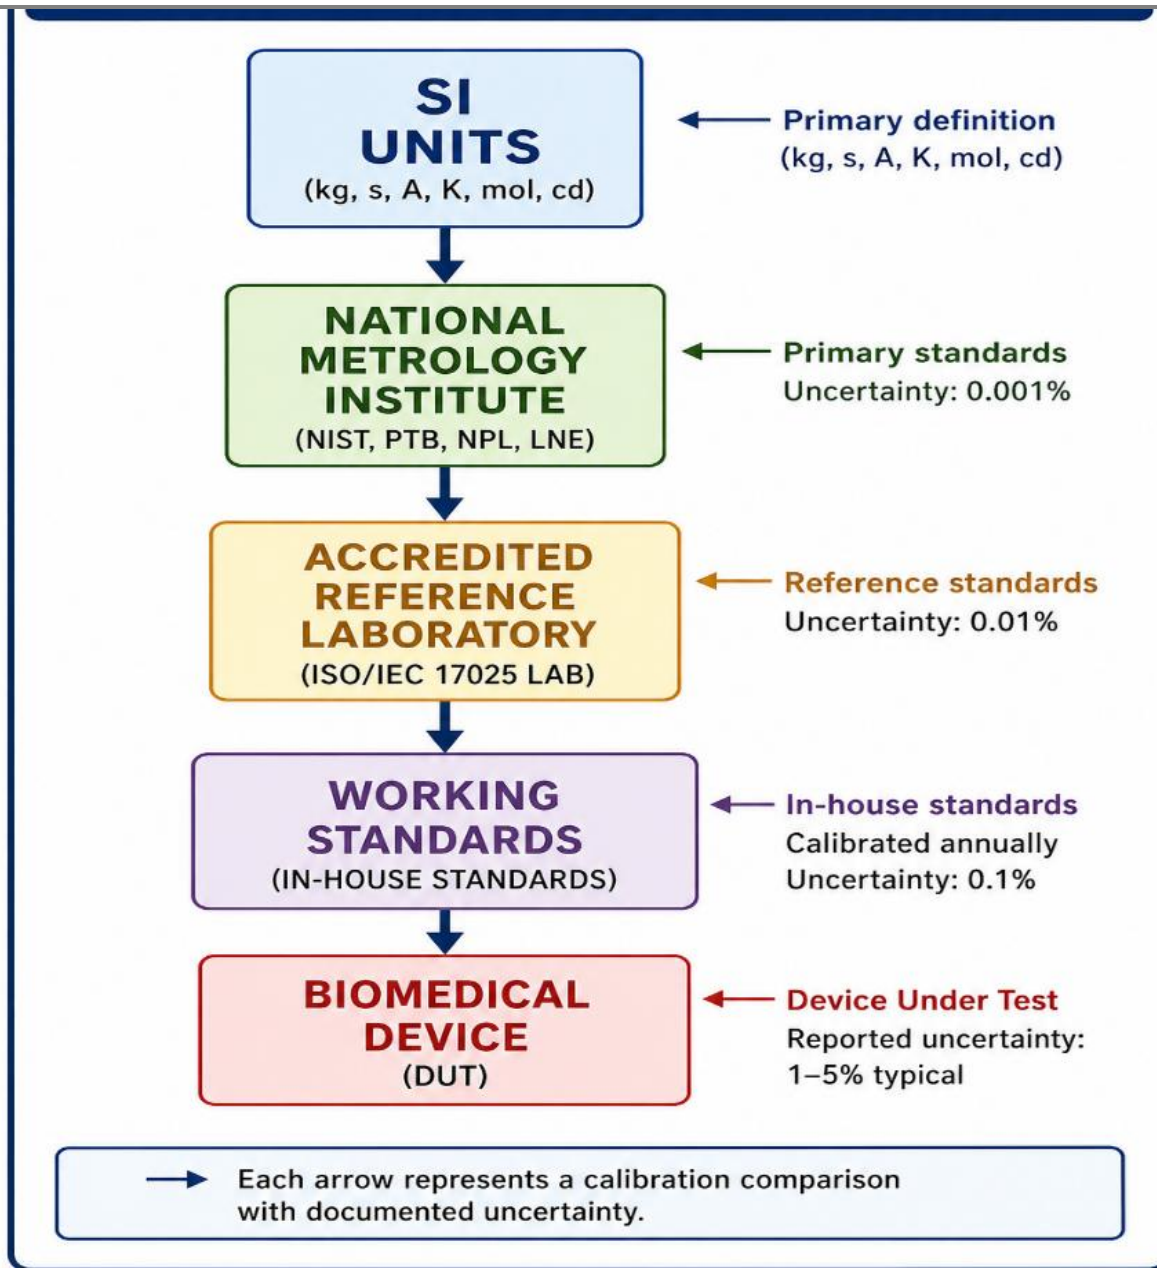 SI
UNITS
(kg, s, A, K, mol, cd)
Primary definition
(kg, s, A, K, mol, cd)
NATIONAL
METROLOGY
INSTITUTE
(NIST, PTB, NPL, LNE)
Primary standards
Uncertainty: 0.001%
ACCREDITED
REFERENCE
LABORATORY
(ISO/IEC 17025 LAB)
Reference standards
Uncertainty: 0.01%
WORKING
STANDARDS
(IN-HOUSE STANDARDS)
In-house standards
Calibrated annually
Uncertainty: 0.1%
BIOMEDICAL
DEVICE
(DUT)
Device Under Test
Reported uncertainty:
1–5% typical
Each arrow represents a calibration comparison
with documented uncertainty.